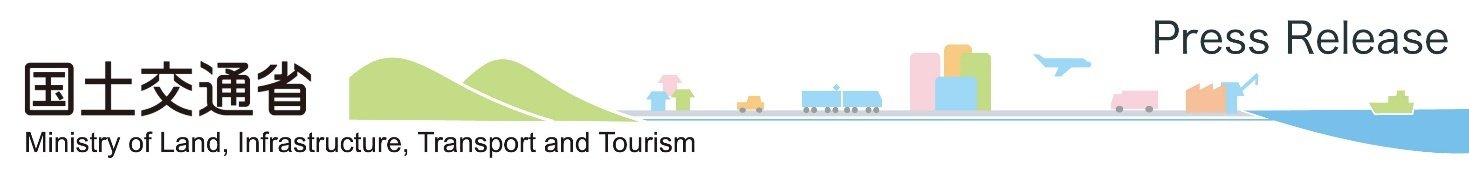 Press Release
国土交通省
Ministry of Land, Infrastructure, Transport and Tourism